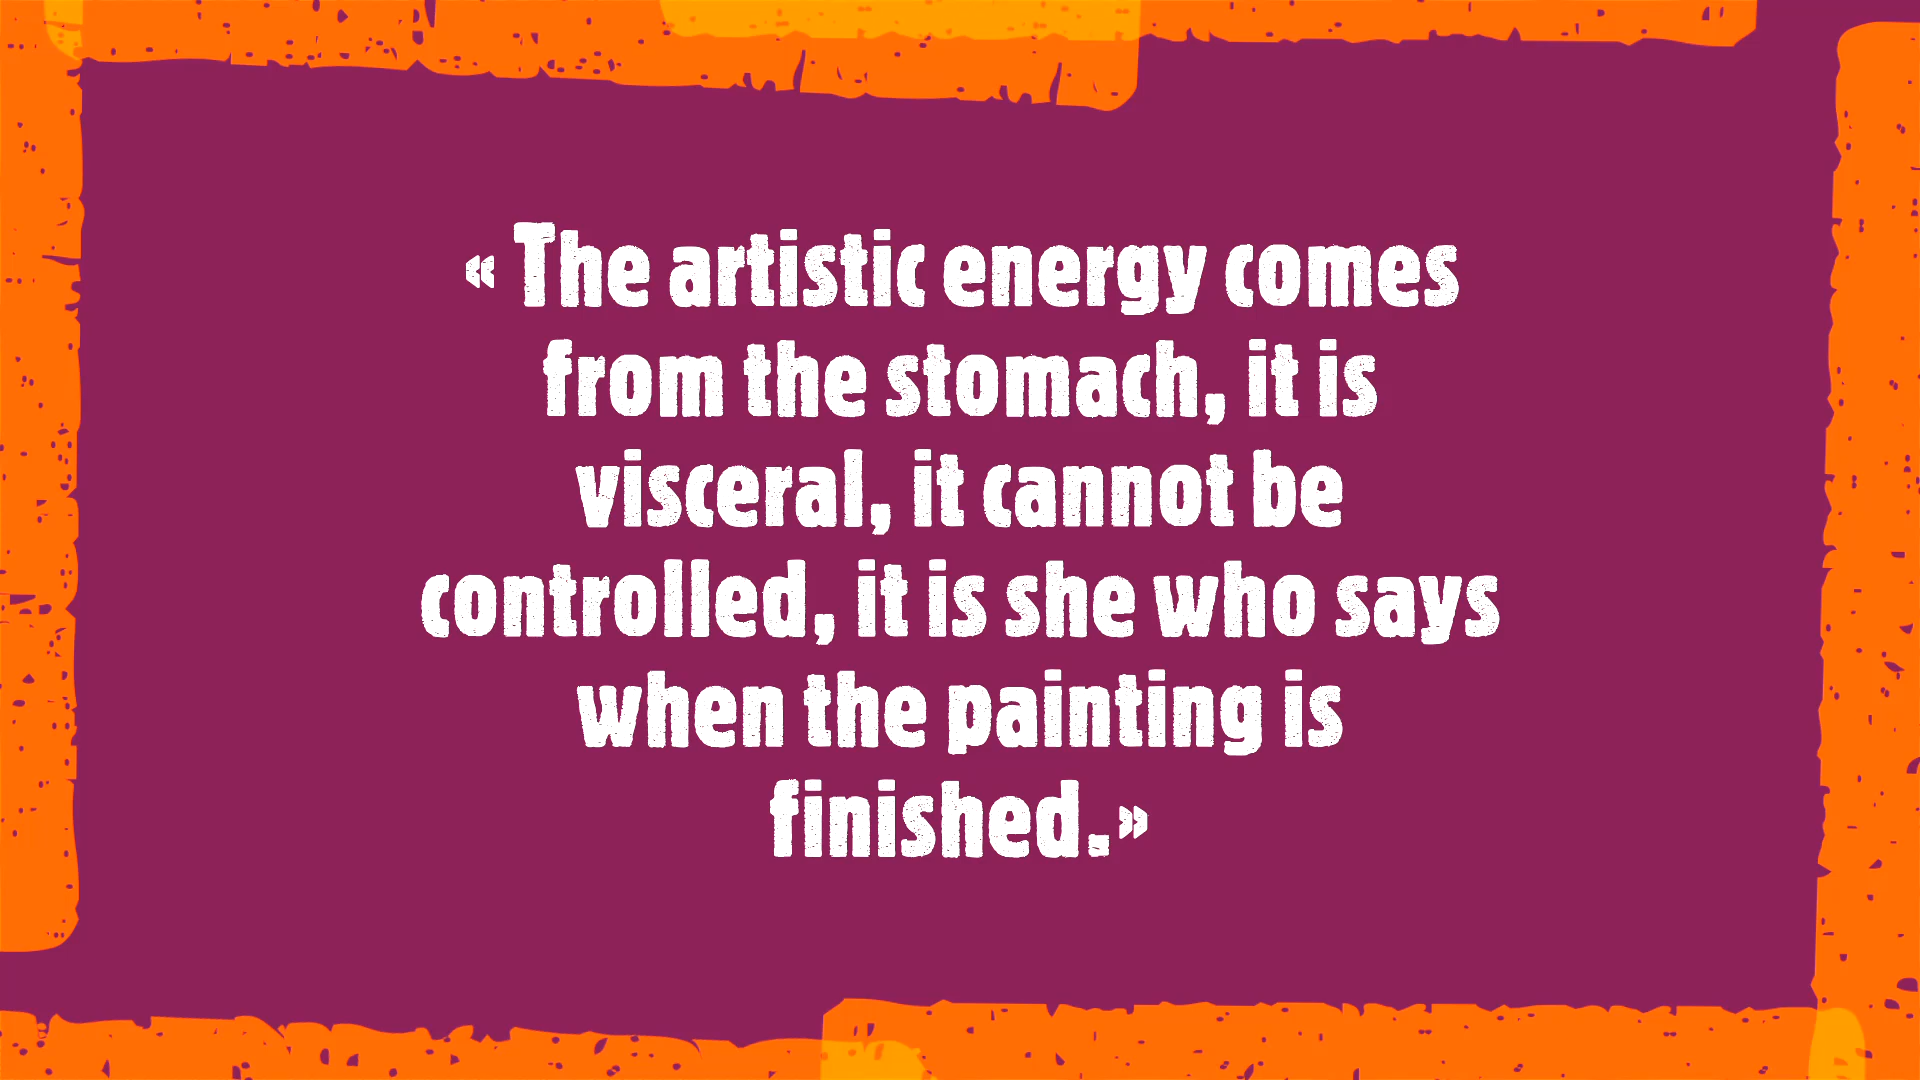 « The artistic energy comes
from the stomach, it is
visceral, it cannot be
controlled, it is she who says
when the painting is
finished.»